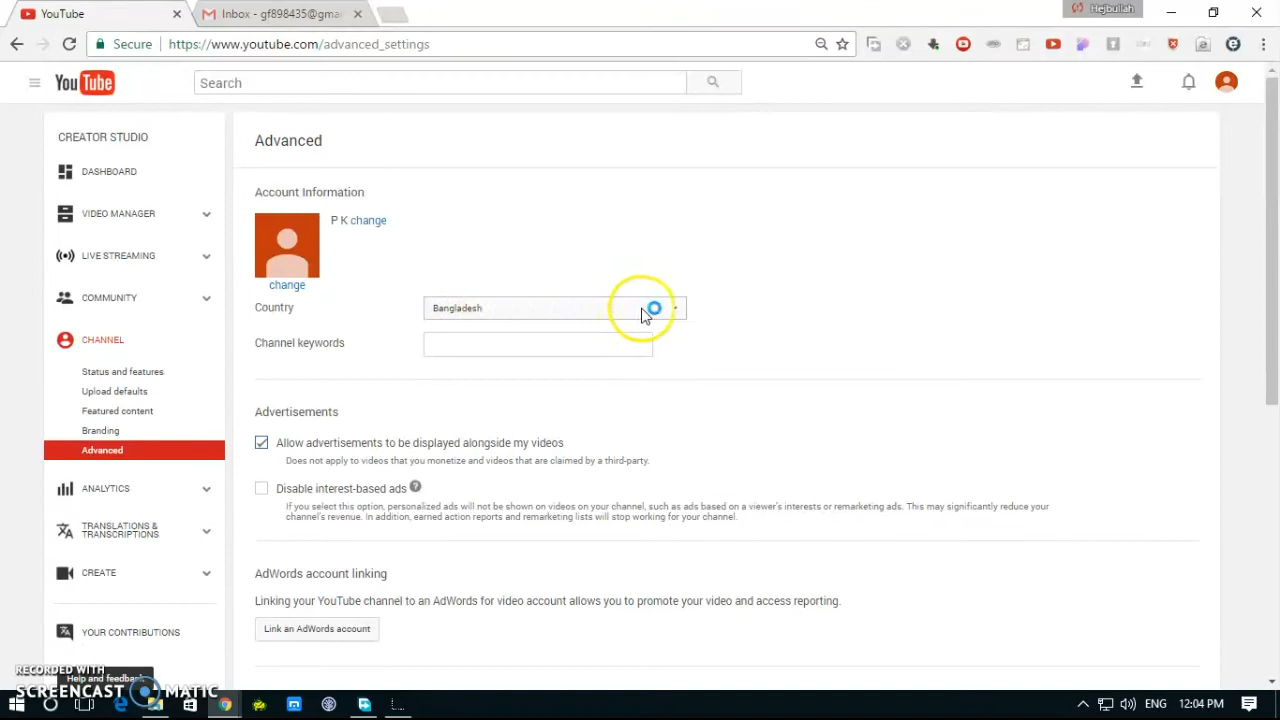 YouTube
Inbox - gf898435@gmai
Hejbullah
Secure
https://www.youtube.com/advanced_settings
YouTube
Search
CREATOR STUDIO
DASHBOARD
VIDEO MANAGER
LIVE STREAMING
COMMUNITY
CHANNEL
Status and features
Upload defaults
Featured content
Branding
Advanced
ANALYTICS
TRANSLATIONS &
TRANSCRIPTIONS
CREATE
YOUR CONTRIBUTIONS
Help and feedback
Advanced
Account Information
P K change
change
Country
Bangladesh
Channel keywords
Advertisements
Allow advertisements to be displayed alongside my videos
Does not apply to videos that you monetize and videos that are claimed by a third-party.
Disable interest-based ads ?
If you select this option, personalized ads will not be shown on videos on your channel, such as ads based on a viewer's interests or remarketing ads. This may significantly reduce your
channel's revenue. In addition, earned action reports and remarketing lists will stop working for your channel.
AdWords account linking
Linking your YouTube channel to an AdWords for video account allows you to promote your video and access reporting.
Link an AdWords account
RECORDED WITH
SCREENCAST MATIC
ENG
12:04 PM